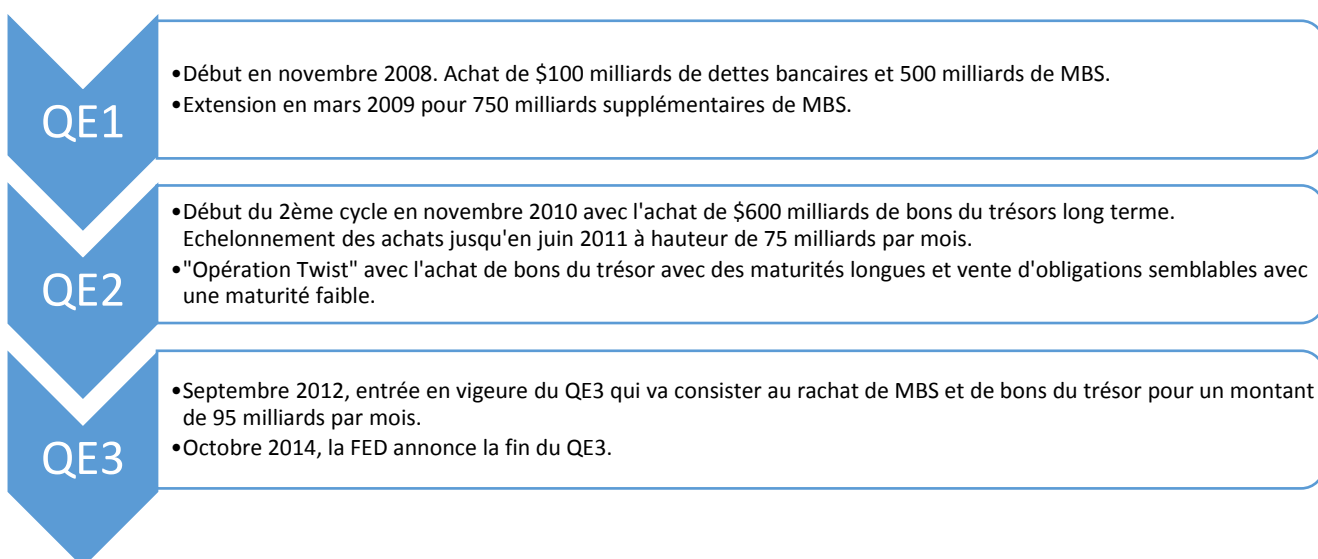 QE1
•Début en novembre 2008. Achat de $100 milliards de dettes bancaires et 500 milliards de MBS.
•Extension en mars 2009 pour 750 milliards supplémentaires de MBS.
QE2
•Début du 2ème cycle en novembre 2010 avec l'achat de $600 milliards de bons du trésors long terme.
Echelonnement des achats jusqu'en juin 2011 à hauteur de 75 milliards par mois.
•"Opération Twist" avec l'achat de bons du trésor avec des maturités longues et vente d'obligations semblables avec
une maturité faible.
QE3
•Septembre 2012, entrée en vigeure du QE3 qui va consister au rachat de MBS et de bons du trésor pour un montant
de 95 milliards par mois.
•Octobre 2014, la FED annonce la fin du QE3.